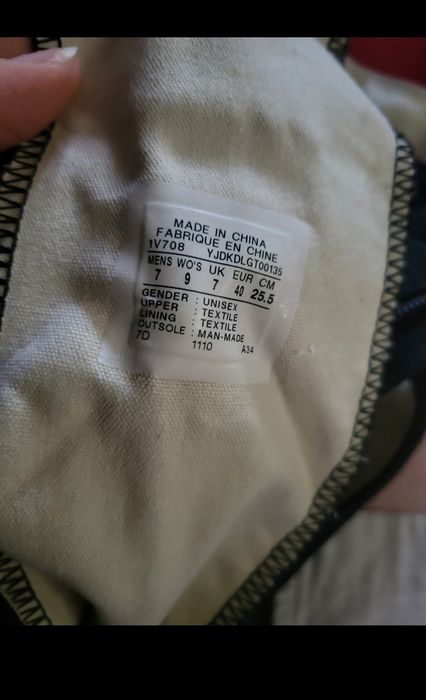 MADE IN CHINA
FABRIQUE EN CHINE
1V708 YJDKDLGT00135
MENS WO'S UK EUR CM
7 9 7 40 25.5
GENDER : UNISEX
UPPER : TEXTILE
LINING : TEXTILE
OUTSOLE : MAN-MADE
7D 1110 A34